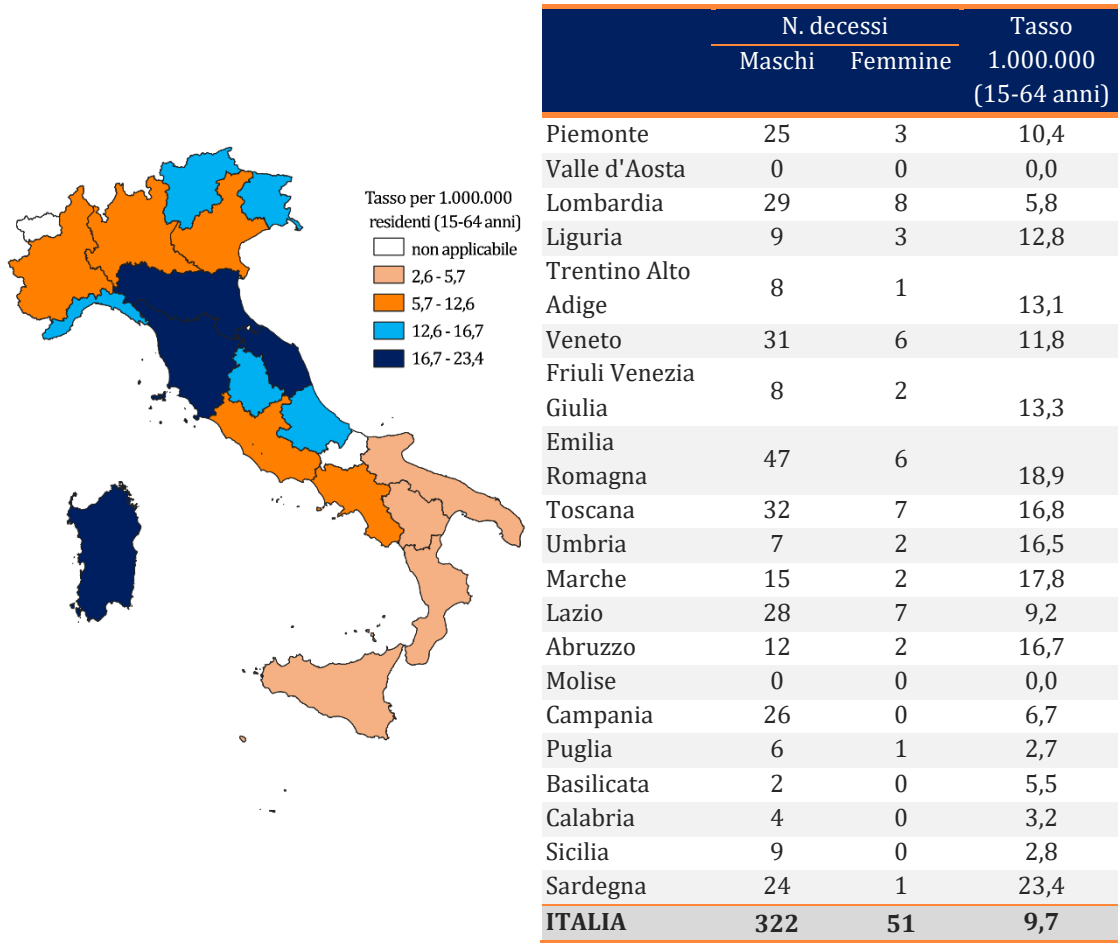 Tasso per 1.000.000
residenti (15-64 anni)
non applicabile
2,6 - 5,7
5,7 - 12,6
12,6 - 16,7
16,7 - 23,4
N. decessi Tasso
Maschi Femmine 1.000.000
(15-64 anni)
Piemonte 25 3 10,4
Valle d'Aosta 0 0 0,0
Lombardia 29 8 5,8
Liguria 9 3 12,8
Trentino Alto
Adige 8 1 13,1
Veneto 31 6 11,8
Friuli Venezia
Giulia 8 2 13,3
Emilia
Romagna 47 6 18,9
Toscana 32 7 16,8
Umbria 7 2 16,5
Marche 15 2 17,8
Lazio 28 7 9,2
Abruzzo 12 2 16,7
Molise 0 0 0,0
Campania 26 0 6,7
Puglia 6 1 2,7
Basilicata 2 0 5,5
Calabria 4 0 3,2
Sicilia 9 0 2,8
Sardegna 24 1 23,4
ITALIA 322 51 9,7